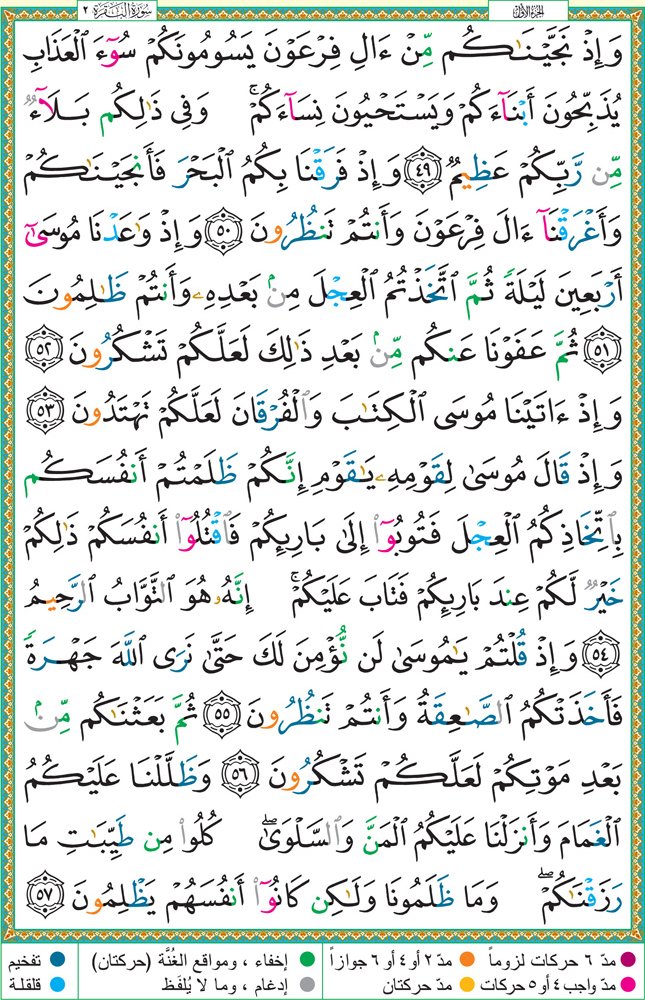 الجزء الأول
سورة البقرة ٢
وَإِذْ نَجَّيْنَـٰكُم مِّنْ ءَالِ فِرْعَوْنَ يَسُومُونَكُمْ سُوٓءَ ٱلْعَذَابِ
يُذَبِّحُونَ أَبْنَآءَكُمْ وَيَسْتَحْيُونَ نِسَآءَكُمْ ۚ وَفِى ذَٰلِكُم بَلَآءٌ
مِّن رَّبِّكُمْ عَظِيمٌ ٤٩ وَإِذْ فَرَقْنَا بِكُمُ ٱلْبَحْرَ فَأَنجَيْنَـٰكُمْ
وَأَغْرَقْنَآ ءَالَ فِرْعَوْنَ وَأَنتُمْ تَنظُرُونَ ٥٠ وَإِذْ وَٰعَدْنَا مُوسَىٰٓ
أَرْبَعِينَ لَيْلَةً ثُمَّ ٱتَّخَذْتُمُ ٱلْعِجْلَ مِنۢ بَعْدِهِۦ وَأَنتُمْ ظَـٰلِمُونَ
٥١ ثُمَّ عَفَوْنَا عَنكُم مِّنۢ بَعْدِ ذَٰلِكَ لَعَلَّكُمْ تَشْكُرُونَ ٥٢
وَإِذْ ءَاتَيْنَا مُوسَى ٱلْكِتَـٰبَ وَٱلْفُرْقَانَ لَعَلَّكُمْ تَهْتَدُونَ ٥٣
وَإِذْ قَالَ مُوسَىٰ لِقَوْمِهِۦ يَـٰقَوْمِ إِنَّكُمْ ظَلَمْتُمْ أَنفُسَكُم
بِٱتِّخَاذِكُمُ ٱلْعِجْلَ فَتُوبُوٓا۟ إِلَىٰ بَارِئِكُمْ فَٱقْتُلُوٓا۟ أَنفُسَكُمْ ذَٰلِكُمْ
خَيْرٌ لَّكُمْ عِندَ بَارِئِكُمْ فَتَابَ عَلَيْكُمْ ۚ إِنَّهُۥ هُوَ ٱلتَّوَّابُ ٱلرَّحِيمُ
٥٤ وَإِذْ قُلْتُمْ يَـٰمُوسَىٰ لَن نُّؤْمِنَ لَكَ حَتَّىٰ نَرَى ٱللَّهَ جَهْرَةً
فَأَخَذَتْكُمُ ٱلصَّـٰعِقَةُ وَأَنتُمْ تَنظُرُونَ ٥٥ ثُمَّ بَعَثْنَـٰكُم مِّنۢ
بَعْدِ مَوْتِكُمْ لَعَلَّكُمْ تَشْكُرُونَ ٥٦ وَظَلَّلْنَا عَلَيْكُمُ
ٱلْغَمَامَ وَأَنزَلْنَا عَلَيْكُمُ ٱلْمَنَّ وَٱلسَّلْوَىٰ ۖ كُلُوا۟ مِن طَيِّبَـٰتِ مَا
رَزَقْنَـٰكُمْ ۖ وَمَا ظَلَمُونَا وَلَـٰكِن كَانُوٓا۟ أَنفُسَهُمْ يَظْلِمُونَ ٥٧
مدّ ٦ حركات لزوماً مدّ ٢ أو ٤ أو ٦ جوازاً إخفاء ، ومواقع الغُنَّة (حركتان) تفخيم
مدّ واجب ٤ أو ٥ حركات مدّ حركتان إدغام ، وما لا يُلفَظ قلقلة